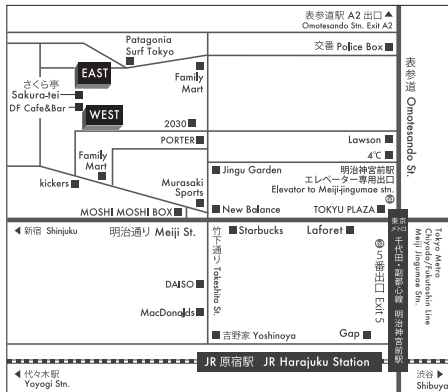 表参道駅 A2 出口▲
Omotesando Stn. Exit A2
Patagonia
Surf Tokyo
交番 Police Box
EAST
Family
Mart
さくら亭
Sakura-tei
DF Cafe&Bar
WEST
2030
PORTER
Lawson
4℃
表参道 Omotesando St.
Family
Mart
kickers
Murasaki
Sports
MOSHI MOSHI BOX
Jingu Garden
明治神宮前駅
エレベーター専用出口
Elevator to Meiji-jingumae stn.
New Balance
TOKYU PLAZA
◀ 新宿 Shinjuku
明治通り Meiji St.
竹下通り Takeshita St.
Starbucks
Laforet
5番出口 Exit 5
東京
メトロ
千代田・副都心線 明治神宮前駅
Tokyo Metro
Chiyoda/Fukutoshin Line
Meiji Jingumae Stn.
DAISO
MacDonalds
吉野家 Yoshinoya
Gap
JR 原宿駅 JR Harajuku Station
◀ 代々木駅
Yoyogi Stn.
渋谷 ▶
Shibuya